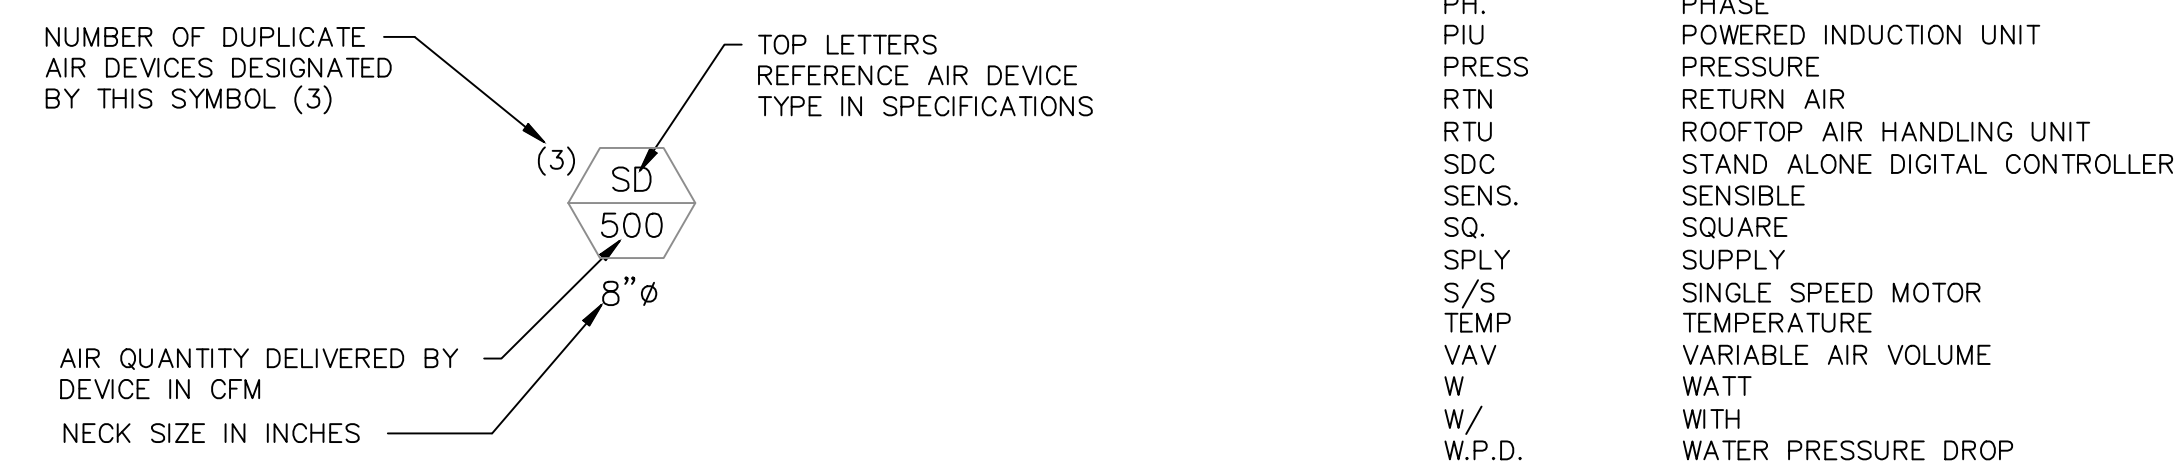 NUMBER OF DUPLICATE
AIR DEVICES DESIGNATED
BY THIS SYMBOL (3)
TOP LETTERS
REFERENCE AIR DEVICE
TYPE IN SPECIFICATIONS
(3)
SD
500
8"ø
AIR QUANTITY DELIVERED BY
DEVICE IN CFM
NECK SIZE IN INCHES
PH. PHASE
PIU POWERED INDUCTION UNIT
PRESS PRESSURE
RTN RETURN AIR
RTU ROOFTOP AIR HANDLING UNIT
SDC STAND ALONE DIGITAL CONTROLLER
SENS. SENSIBLE
SQ. SQUARE
SPLY SUPPLY
S/S SINGLE SPEED MOTOR
TEMP TEMPERATURE
VAV VARIABLE AIR VOLUME
W WATT
W/ WITH
W.P.D. WATER PRESSURE DROP